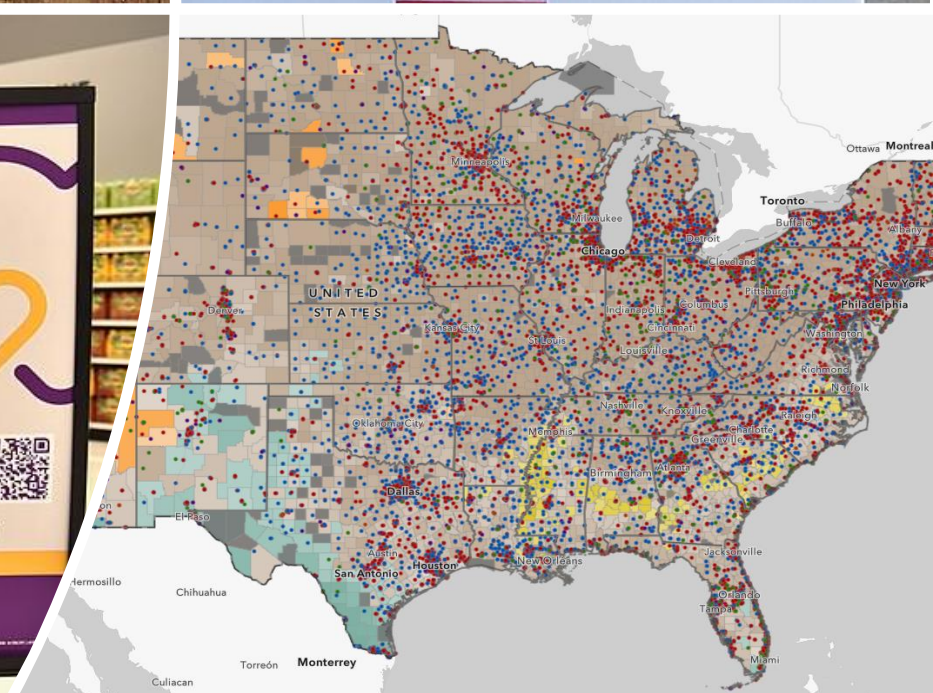 Ottawa
Montreal
Minneapolis
Toronto
Milwaukee
Buffalo
Albany
Detroit
Chicago
Cleveland
New York
UNITED
STATES
Pittsburgh
Denver
Indianapolis
Columbus
Philadelphia
Kansas City
St Louis
Cincinnati
Washington
Louisville
Richmond
Norfolk
Nashville
Knoxville
Raleigh
Oklahoma City
Memphis
Charlotte
Greenville
Birmingham
Atlanta
Dallas
El Paso
Austin
Jacksonville
San Antonio
Houston
New Orleans
Hermosillo
Chihuahua
Orlando
Tampa
Torreón
Monterrey
Miami
Culiacan